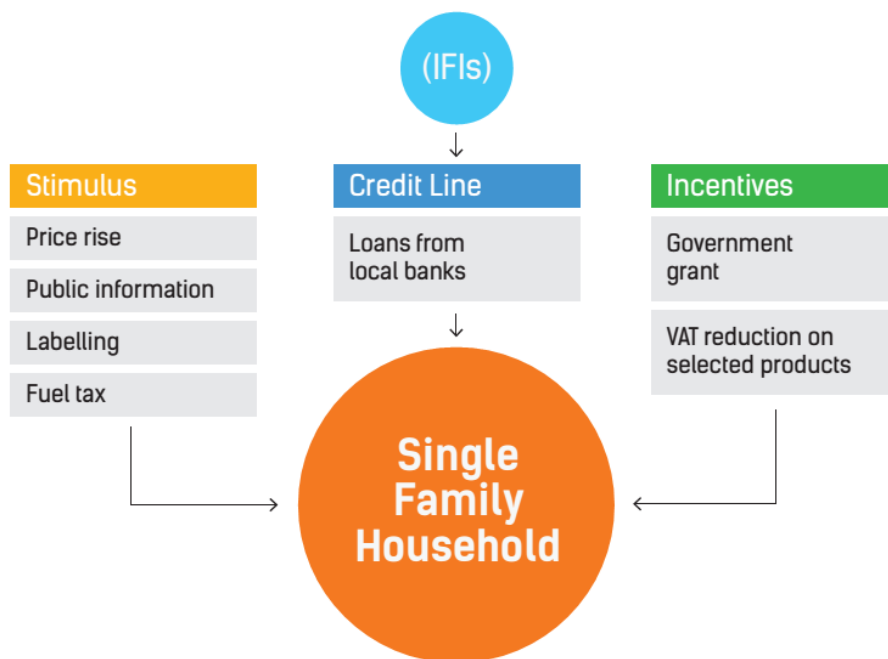 (IFIs)
Stimulus
Price rise
Public information
Labelling
Fuel tax
Credit Line
Loans from
local banks
Incentives
Government
grant
VAT reduction on
selected products
Single
Family
Household